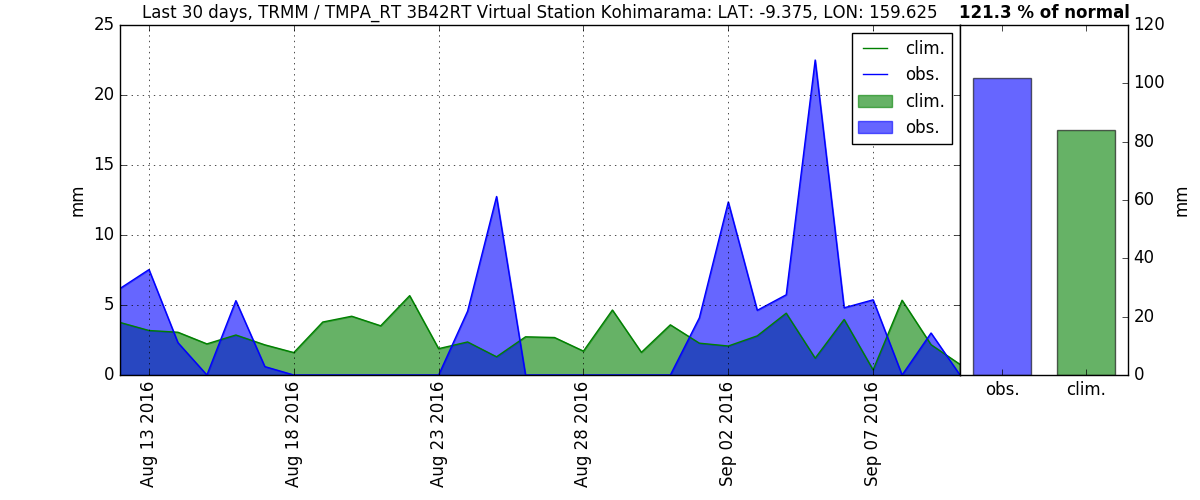 Last 30 days, TRMM / TMPA_RT 3B42RT Virtual Station Kohimarama: LAT: -9.375, LON: 159.625
121.3 % of normal
25
20
15
10
5
0
mm
clim.
obs.
clim.
obs.
120
100
80
60
40
20
0
mm
Aug 13 2016
Aug 18 2016
Aug 23 2016
Aug 28 2016
Sep 02 2016
Sep 07 2016
obs.
clim.